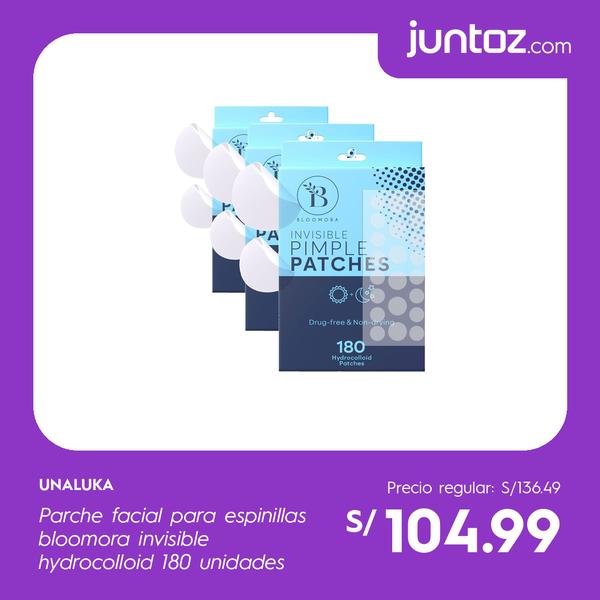 juntoz.com
B
BLOOMORA
INVISIBLE
PIMPLE
PATCHES
PA
Drug-free & Non-drying
180
Hydrocolloid
Patches
UNALUKA
Parche facial para espinillas
bloomora invisible
hydrocolloid 180 unidades
Precio regular: S/136.49
S/104.99